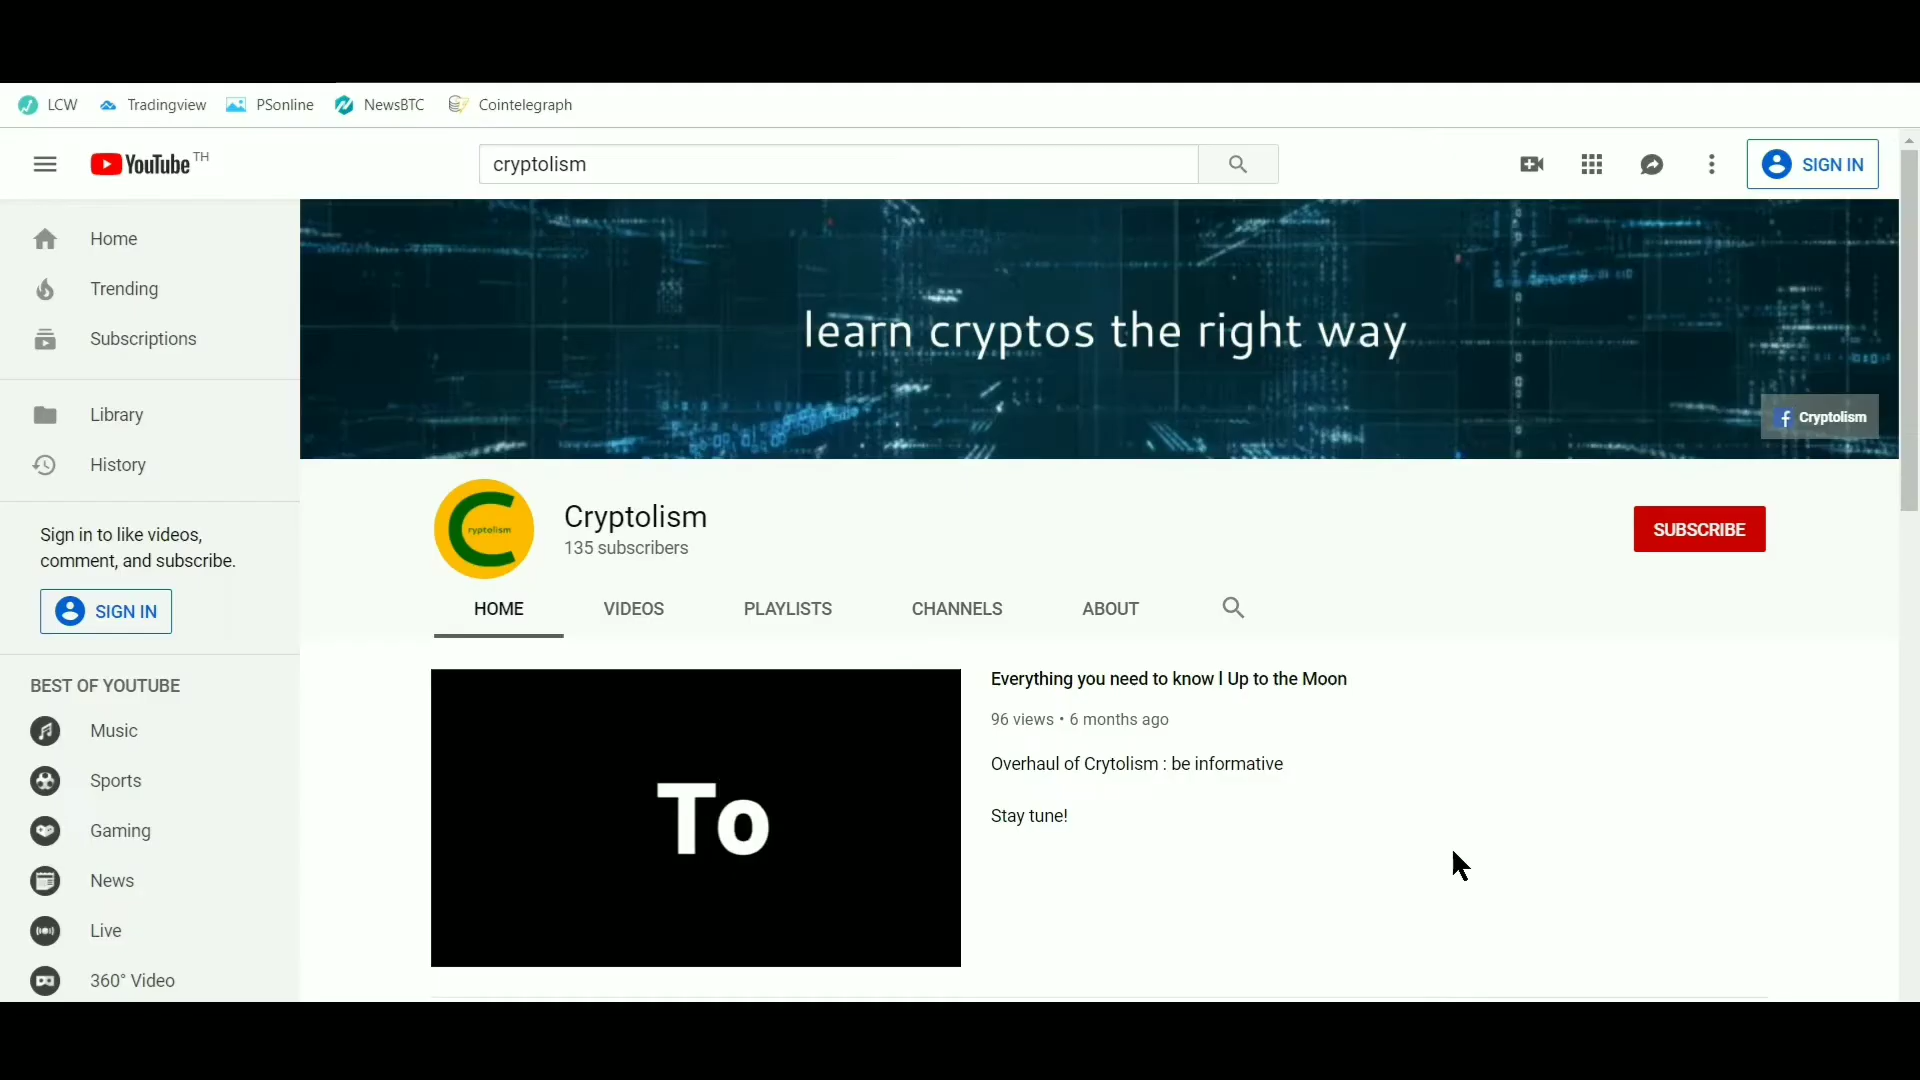 LCW Tradingview PSonline NewsBTC Cointelegraph
YouTube TH
cryptolism
SIGN IN
Home
Trending
Subscriptions
Library
History
Sign in to like videos,
comment, and subscribe.
SIGN IN
BEST OF YOUTUBE
Music
Sports
Gaming
News
Live
360° Video
learn cryptos the right way
Cryptolism
ryptolism
Cryptolism
135 subscribers
SUBSCRIBE
HOME VIDEOS PLAYLISTS CHANNELS ABOUT
To
Everything you need to know l Up to the Moon
96 views • 6 months ago
Overhaul of Crytolism : be informative
Stay tune!